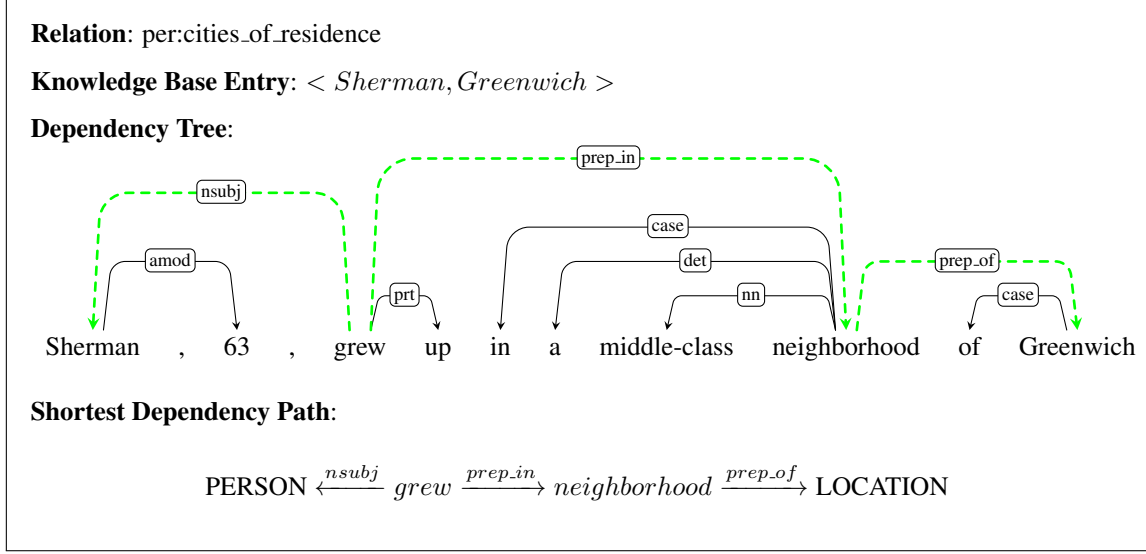 Relation: per:cities_of_residence
Knowledge Base Entry: < Sherman, Greenwich >
Dependency Tree:
prep_in
nsubj
case
amod det prep_of
prt nn case
Sherman , 63 , grew up in a middle-class neighborhood of Greenwich
Shortest Dependency Path:
nsubj prep_in prep_of
PERSON ← grew → neighborhood → LOCATION